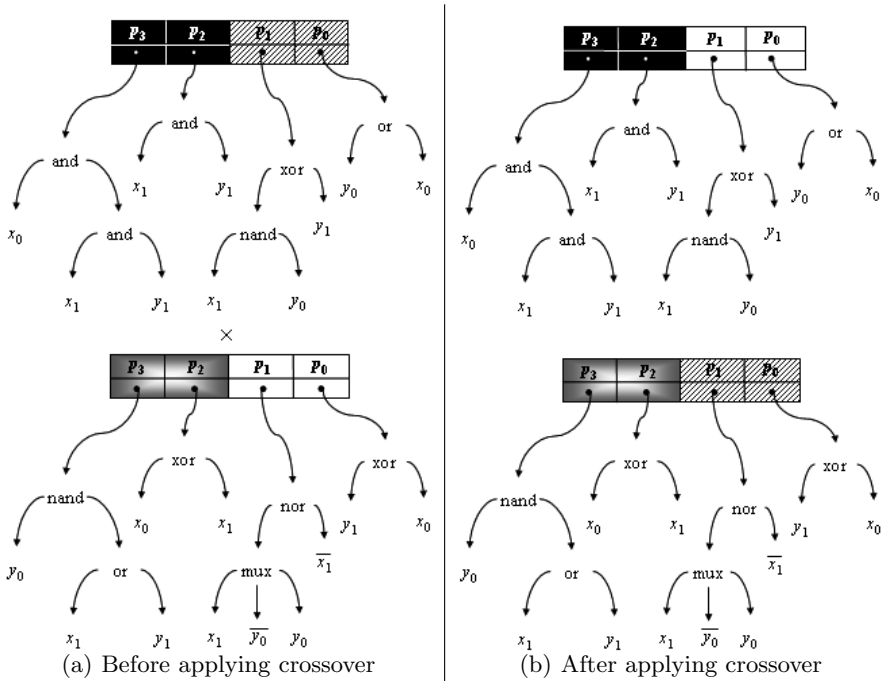 p3 p2 p1 p0
and and xor or
x0 and x1 y1 nand y1 y0 x0
x1 y1 x1 y0
×
p3 p2 p1 p0
nand xor nor xor
y0 or x0 x1 mux x̅1 y1 x0
x1 y1 x1 y̅0 y0
(a) Before applying crossover
p3 p2 p1 p0
and and xor or
x0 and x1 y1 nand y1 y0 x0
x1 y1 x1 y0
p3 p2 p1 p0
nand xor nor xor
y0 or x0 x1 mux x̅1 y1 x0
x1 y1 x1 y̅0 y0
(b) After applying crossover